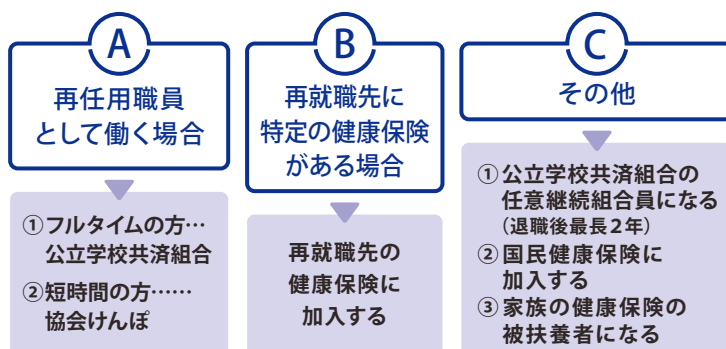 A
再任用職員
として働く場合
①フルタイムの方…
公立学校共済組合
②短時間の方……
協会けんぽ
B
再就職先に
特定の健康保険
がある場合
再就職先の
健康保険に
加入する
C
その他
①公立学校共済組合の
任意継続組合員になる
（退職後最長２年）
②国民健康保険に
加入する
③家族の健康保険の
被扶養者になる